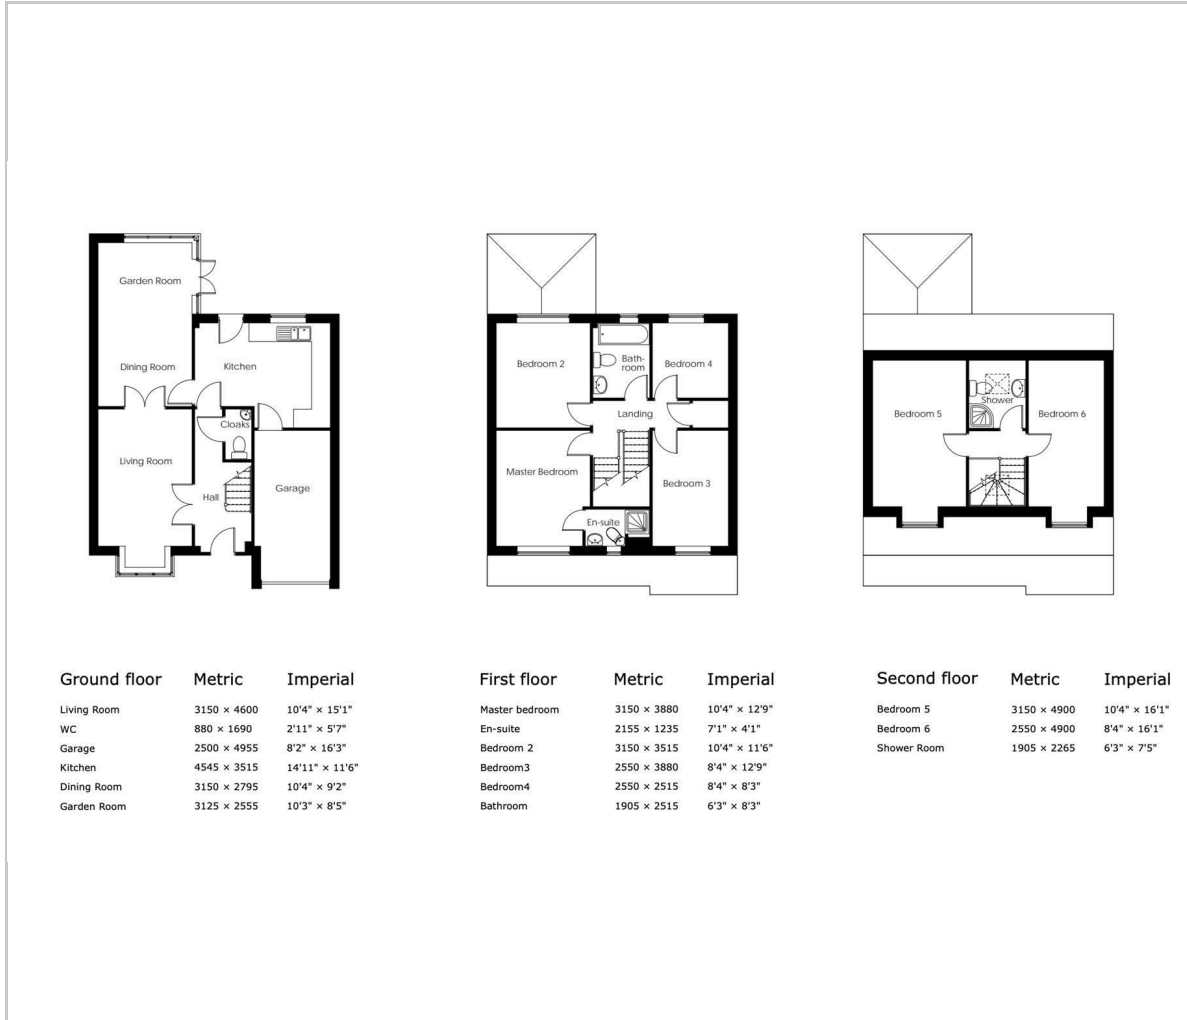 Garden Room
Dining Room
Kitchen
Cloaks
Living Room
Hall
Garage
Bedroom 2
Bath-
room
Bedroom 4
Landing
Master Bedroom
Bedroom 3
En-suite
Shower
Bedroom 5
Bedroom 6
Ground floor Metric Imperial
Living Room 3150 × 4600 10'4" × 15'1"
WC 880 × 1690 2'11" × 5'7"
Garage 2500 × 4955 8'2" × 16'3"
Kitchen 4545 × 3515 14'11" × 11'6"
Dining Room 3150 × 2795 10'4" × 9'2"
Garden Room 3125 × 2555 10'3" × 8'5"
First floor Metric Imperial
Master bedroom 3150 × 3880 10'4" × 12'9"
En-suite 2155 × 1235 7'1" × 4'1"
Bedroom 2 3150 × 3515 10'4" × 11'6"
Bedroom3 2550 × 3880 8'4" × 12'9"
Bedroom4 2550 × 2515 8'4" × 8'3"
Bathroom 1905 × 2515 6'3" × 8'3"
Second floor Metric Imperial
Bedroom 5 3150 × 4900 10'4" × 16'1"
Bedroom 6 2550 × 4900 8'4" × 16'1"
Shower Room 1905 × 2265 6'3" × 7'5"